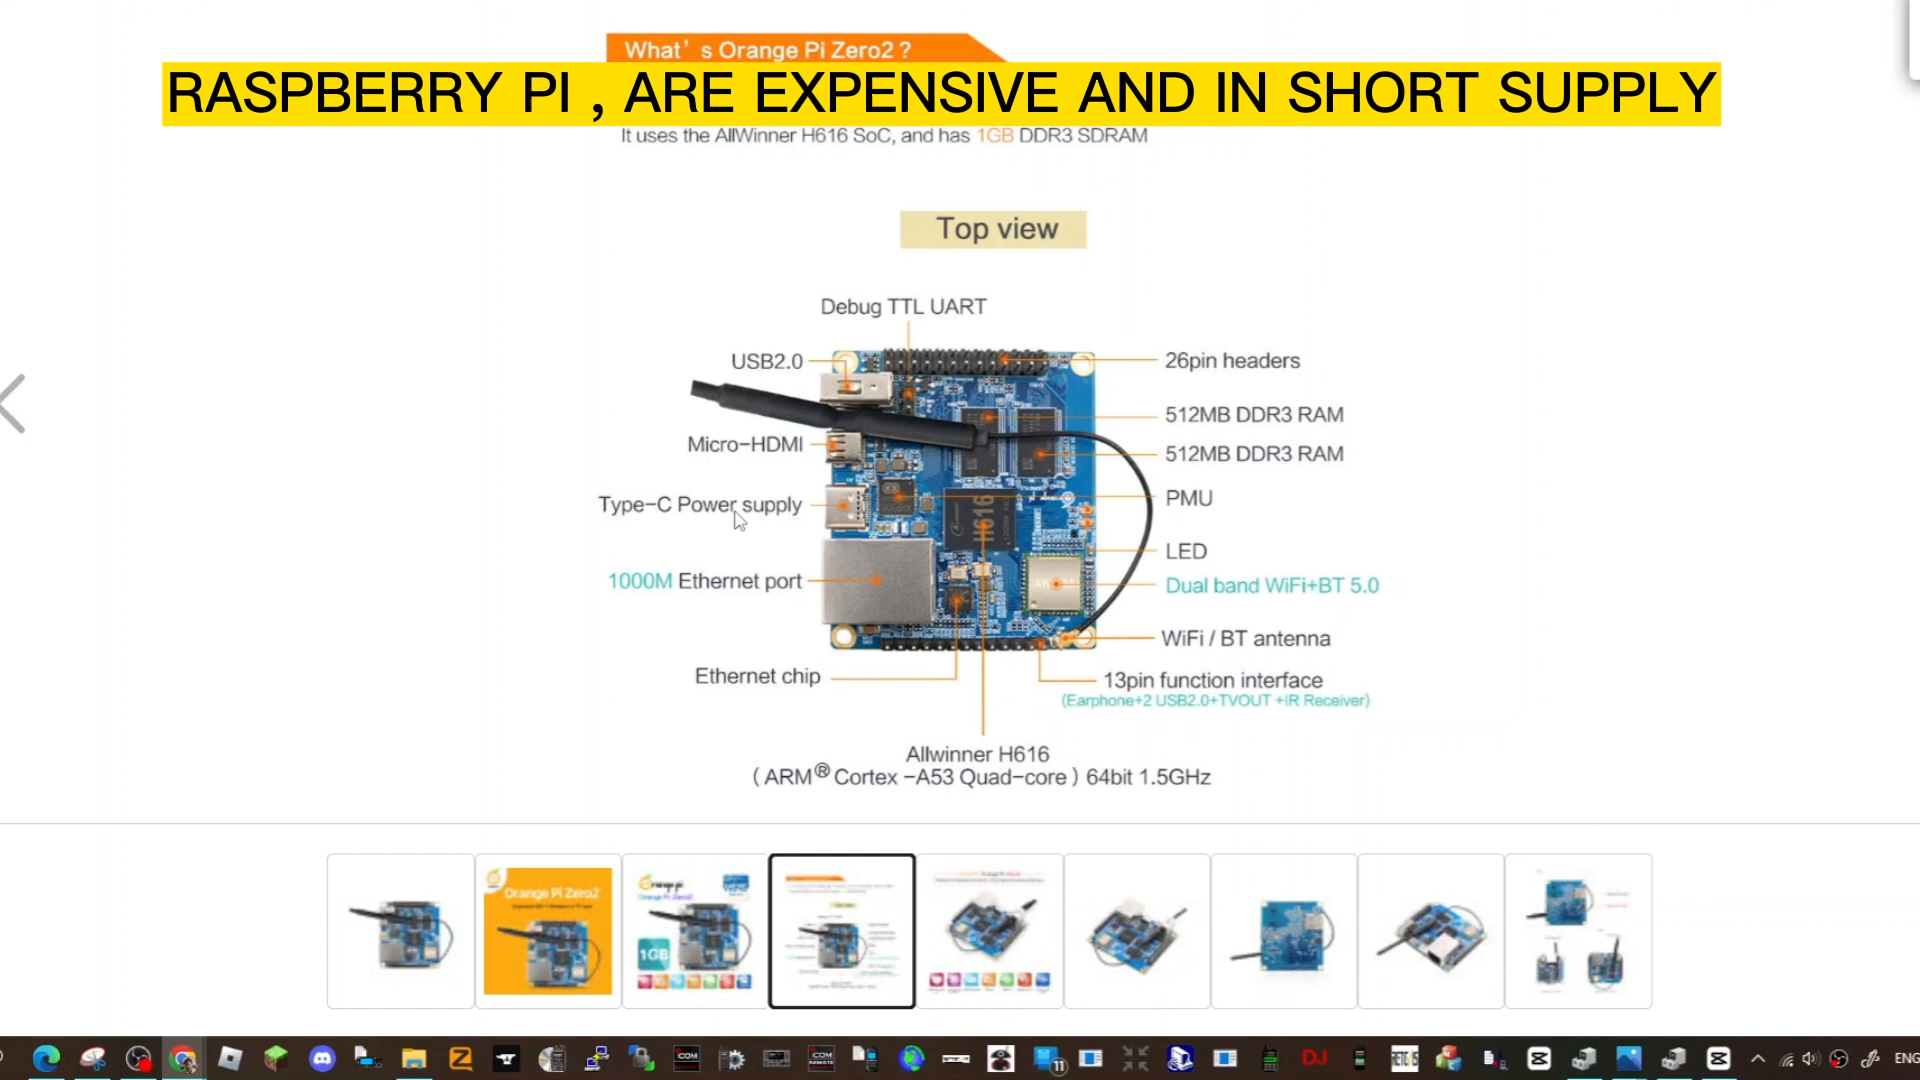 What's Orange Pi Zero2 ?
RASPBERRY PI , ARE EXPENSIVE AND IN SHORT SUPPLY
It uses the AllWinner H616 SoC, and has 1GB DDR3 SDRAM
Top view
Debug TTL UART
USB2.0
26pin headers
512MB DDR3 RAM
Micro-HDMI
512MB DDR3 RAM
Type-C Power supply
PMU
H616
LED
1000M Ethernet port
Dual band WiFi+BT 5.0
WiFi / BT antenna
Ethernet chip
13pin function interface
(Earphone+2 USB2.0+TVOUT +IR Receiver)
Allwinner H616
( ARM® Cortex -A53 Quad-core ) 64bit 1.5GHz
Orange Pi Zero2
1GB
11
DJ
ENG